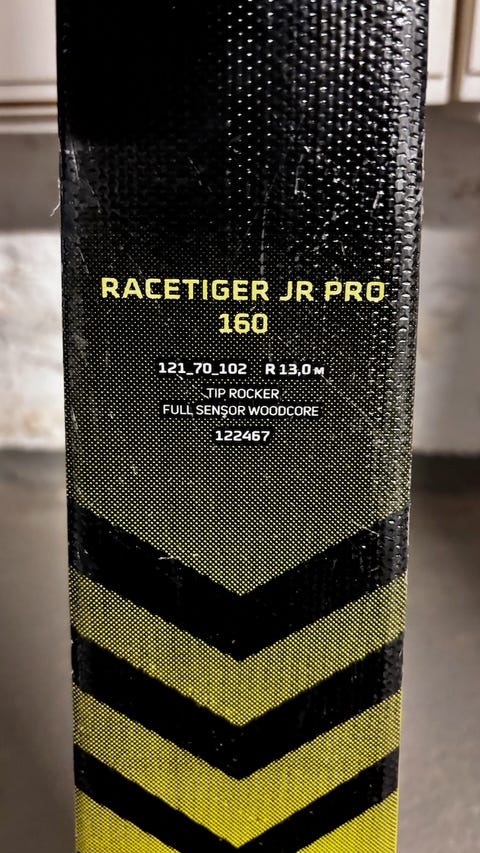 RACETIGER JR PRO
160
121_70_102 R 13,0 M
TIP ROCKER
FULL SENSOR WOODCORE
122467